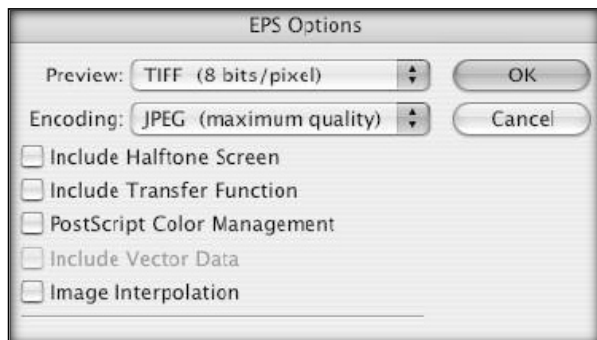 EPS Options
Preview: TIFF (8 bits/pixel) OK
Encoding: JPEG (maximum quality) Cancel
Include Halftone Screen
Include Transfer Function
PostScript Color Management
Include Vector Data
Image Interpolation